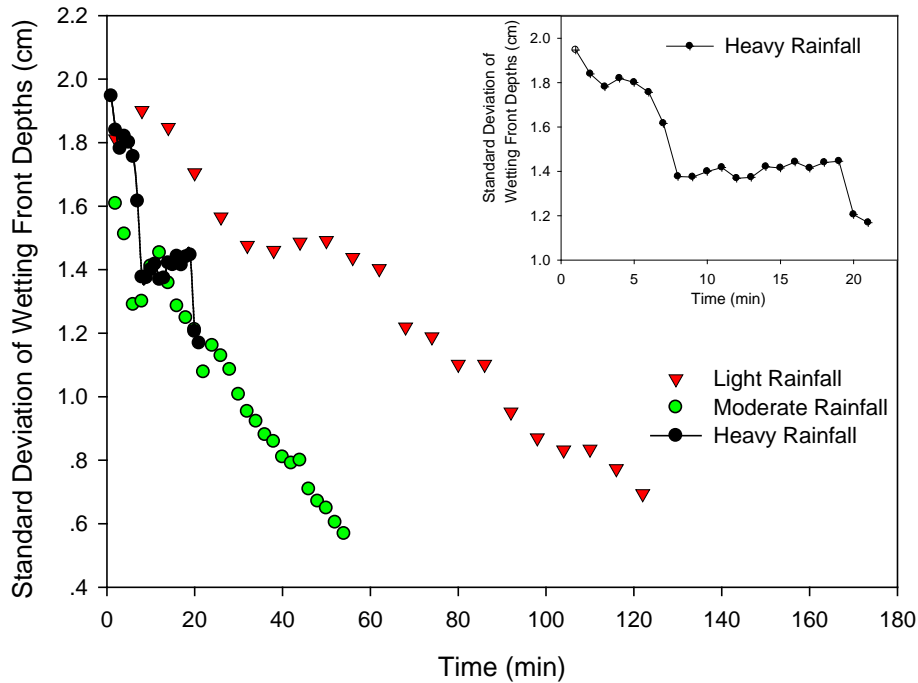 Standard Deviation of Wetting Front Depths (cm)
2.2
2.0
1.8
1.6
1.4
1.2
1.0
.8
.6
.4
0 20 40 60 80 100 120 140 160 180
Time (min)
Standard Deviation of
Wetting Front Depths (cm)
2.0
1.8
1.6
1.4
1.2
1.0
0 5 10 15 20
Time (min)
Heavy Rainfall
Light Rainfall
Moderate Rainfall
Heavy Rainfall